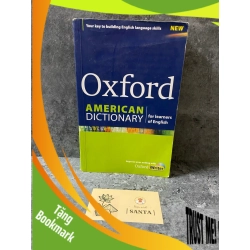 Your key to building English language skills
NEW
Oxford
AMERICAN
DICTIONARY
for learners
of English
SANTA
Tặng
Bookmark
TRUST ME!